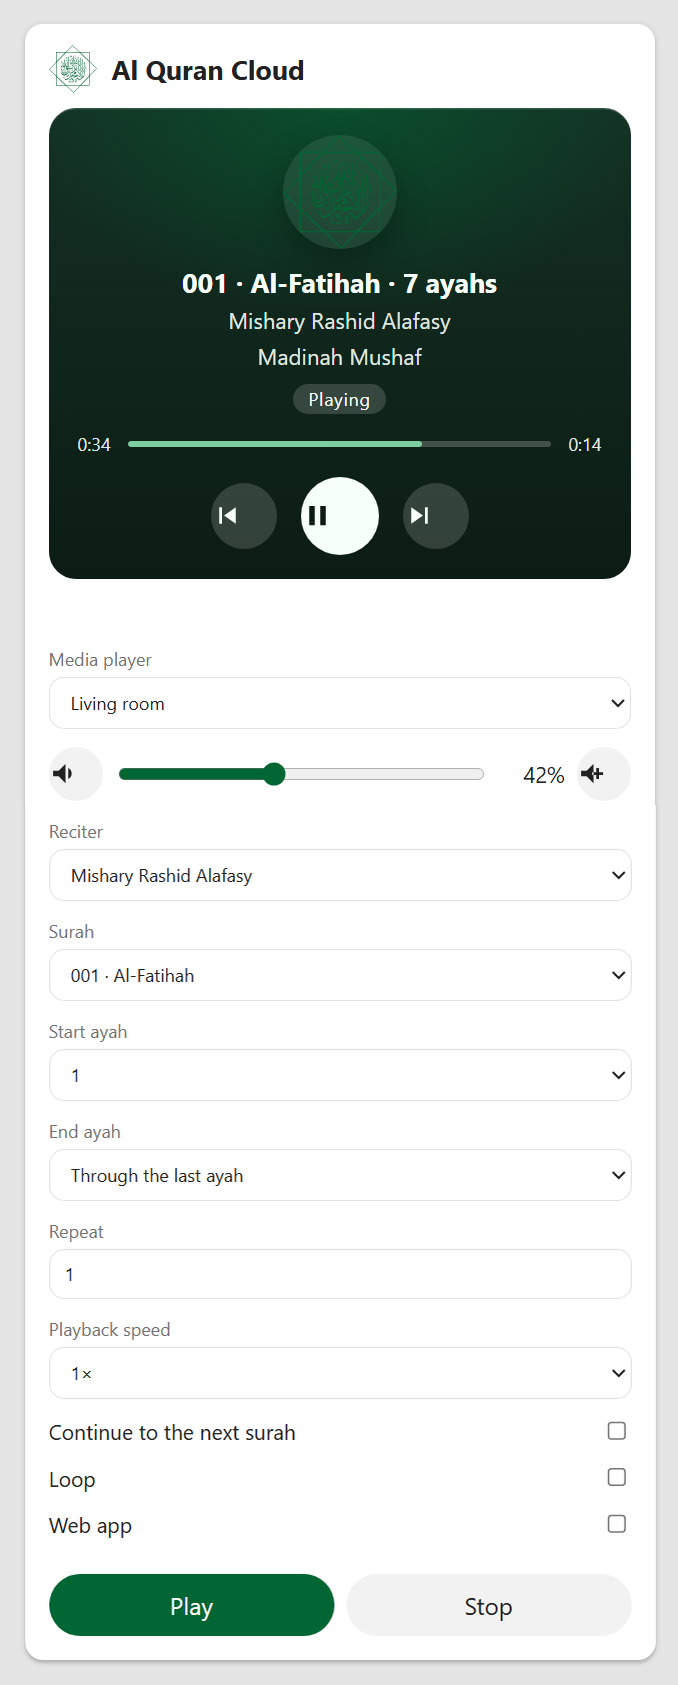 Al Quran Cloud
001 · Al-Fatihah · 7 ayahs
Mishary Rashid Alafasy
Madinah Mushaf
Playing
0:34 0:14
Media player
Living room
42%
Reciter
Mishary Rashid Alafasy
Surah
001 · Al-Fatihah
Start ayah
1
End ayah
Through the last ayah
Repeat
1
Playback speed
1×
Continue to the next surah
Loop
Web app
Play Stop